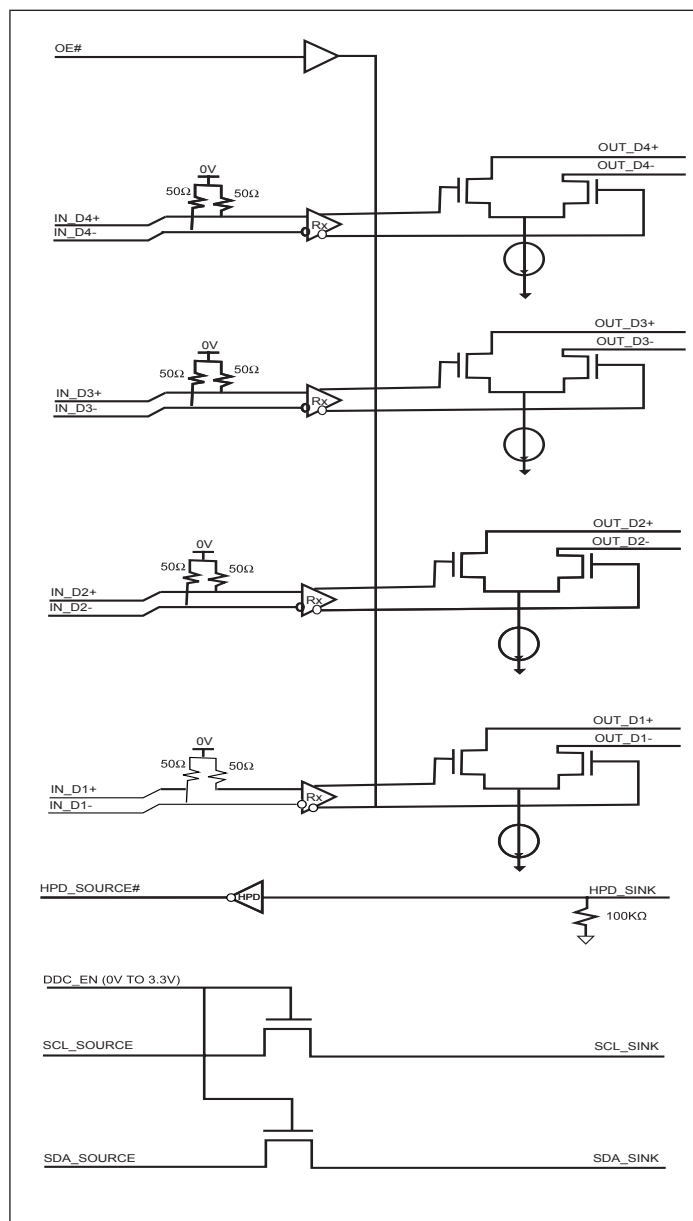 OE#
OUT_D4+
OUT_D4-
0V
50Ω
50Ω
IN_D4+
IN_D4-
Rx
OUT_D3+
OUT_D3-
0V
50Ω
50Ω
IN_D3+
IN_D3-
Rx
OUT_D2+
OUT_D2-
0V
50Ω
50Ω
IN_D2+
IN_D2-
Rx
OUT_D1+
OUT_D1-
0V
50Ω
50Ω
IN_D1+
IN_D1-
Rx
HPD_SOURCE#
HPD
HPD_SINK
100KΩ
DDC_EN (0V TO 3.3V)
SCL_SOURCE
SCL_SINK
SDA_SOURCE
SDA_SINK